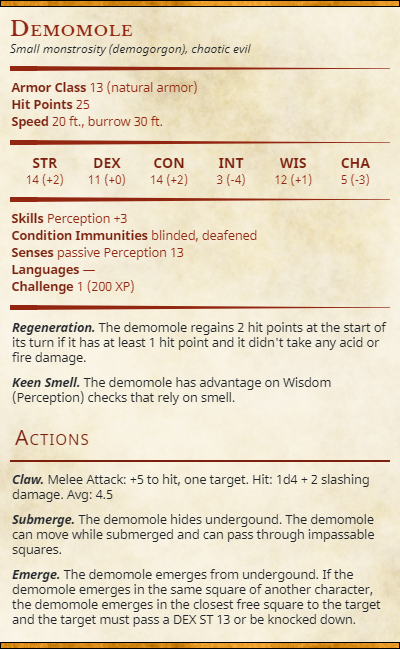 Demomole
Small monstrosity (demogorgon), chaotic evil
Armor Class 13 (natural armor)
Hit Points 25
Speed 20 ft., burrow 30 ft.
STR DEX CON INT WIS CHA
14 (+2) 11 (+0) 14 (+2) 3 (-4) 12 (+1) 5 (-3)
Skills Perception +3
Condition Immunities blinded, deafened
Senses passive Perception 13
Languages —
Challenge 1 (200 XP)
Regeneration. The demomole regains 2 hit points at the start of
its turn if it has at least 1 hit point and it didn't take any acid or
fire damage.
Keen Smell. The demomole has advantage on Wisdom
(Perception) checks that rely on smell.
Actions
Claw. Melee Attack: +5 to hit, one target. Hit: 1d4 + 2 slashing
damage. Avg: 4.5
Submerge. The demomole hides undergound. The demomole
can move while submerged and can pass through impassable
squares.
Emerge. The demomole emerges from undergound. If the
demomole emerges in the same square of another character,
the demomole emerges in the closest free square to the target
and the target must pass a DEX ST 13 or be knocked down.